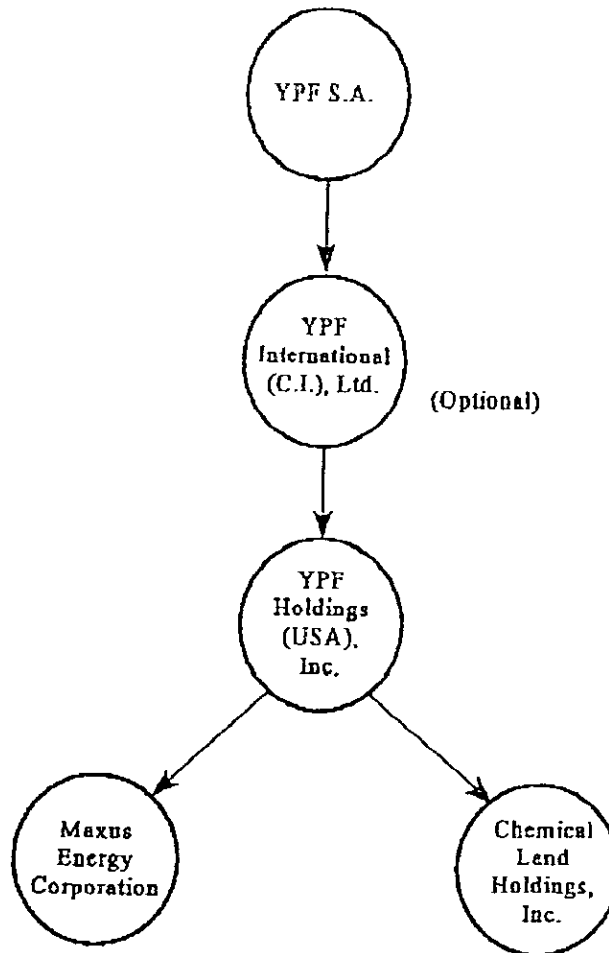 YPF S.A.
YPF
International
(C.I.), Ltd.
(Optional)
YPF
Holdings
(USA),
Inc.
Maxus
Energy
Corporation
Chemical
Land
Holdings,
Inc.